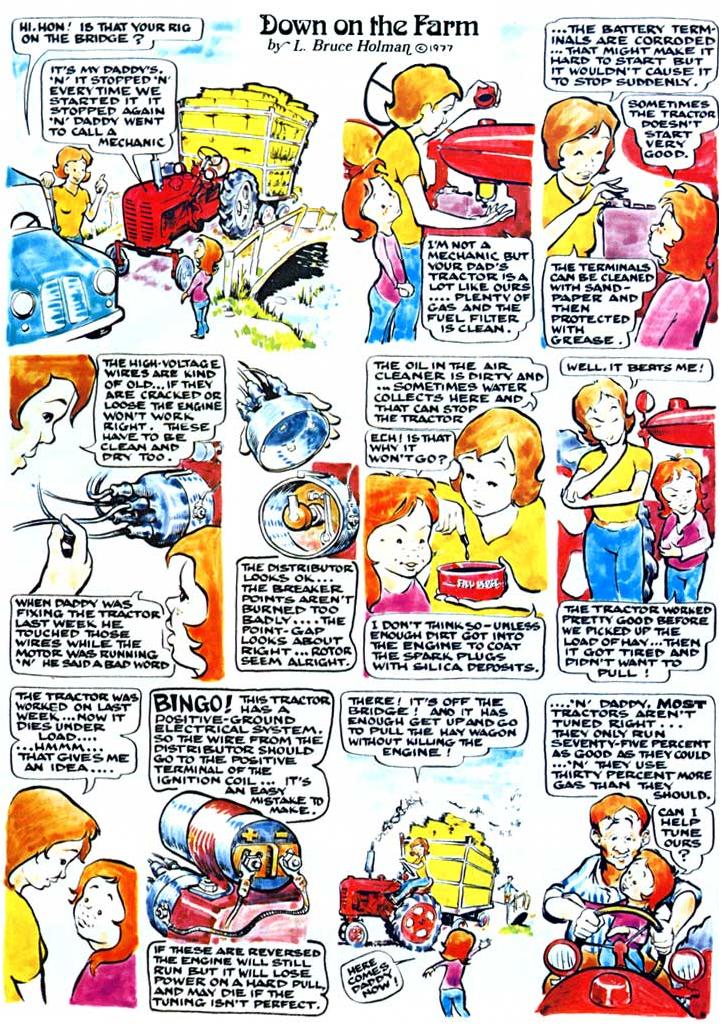 Down on the Farm
by L. Bruce Holman ©1977
HI, HON! IS THAT YOUR RIG
ON THE BRIDGE?
IT'S MY DADDY'S,
'N' IT STOPPED 'N'
EVERY TIME WE
STARTED IT IT
STOPPED AGAIN
'N' DADDY WENT
TO CALL A
MECHANIC
I'M NOT A
MECHANIC BUT
YOUR DAD'S
TRACTOR IS A
LOT LIKE OURS
.... PLENTY OF
GAS AND THE
FUEL FILTER
IS CLEAN.
...THE BATTERY TERM-
INALS ARE CORRODED
...THAT MIGHT MAKE IT
HARD TO START BUT
IT WOULDN'T CAUSE IT
TO STOP SUDDENLY.
SOMETIMES
THE TRACTOR
DOESN'T
START
VERY
GOOD.
THE TERMINALS
CAN BE CLEANED
WITH SAND-
PAPER AND
THEN
PROTECTED
WITH
GREASE.
THE HIGH-VOLTAGE
WIRES ARE KIND
OF OLD...IF THEY
ARE CRACKED OR
LOOSE THE ENGINE
WON'T WORK
RIGHT. THESE
HAVE TO BE
CLEAN AND
DRY TOO.
WHEN DADDY WAS
FIXING THE TRACTOR
LAST WEEK HE
TOUCHED THOSE
WIRES WHILE THE
MOTOR WAS RUNNING
'N' HE SAID A BAD WORD
THE DISTRIBUTOR
LOOKS OK...
THE BREAKER
POINTS AREN'T
BURNED TOO
BADLY....THE
POINT-GAP
LOOKS ABOUT
RIGHT...ROTOR
SEEM ALRIGHT.
THE OIL IN THE AIR
CLEANER IS DIRTY AND
...SOMETIMES WATER
COLLECTS HERE AND
THAT CAN STOP
THE TRACTOR
ECH! IS THAT
WHY IT
WON'T GO?
I DON'T THINK SO-UNLESS
ENOUGH DIRT GOT INTO
THE ENGINE TO COAT
THE SPARK PLUGS
WITH SILICA DEPOSITS.
WELL, IT BEATS ME!
THE TRACTOR WORKED
PRETTY GOOD BEFORE
WE PICKED UP THE
LOAD OF HAY...THEN
IT GOT TIRED AND
DIDN'T WANT TO
PULL!
THE TRACTOR WAS
WORKED ON LAST
WEEK...NOW IT
DIES UNDER
LOAD....
...HMMM...
THAT GIVES ME
AN IDEA....
BINGO! THIS TRACTOR
HAS A
POSITIVE-GROUND
ELECTRICAL SYSTEM.
SO THE WIRE FROM THE
DISTRIBUTOR SHOULD
GO TO THE POSITIVE
TERMINAL OF THE
IGNITION COIL... IT'S
AN EASY
MISTAKE TO
MAKE.
+ -
IF THESE ARE REVERSED
THE ENGINE WILL STILL
RUN BUT IT WILL LOSE
POWER ON A HARD PULL,
AND MAY DIE IF THE
TUNING ISN'T PERFECT.
THERE! IT'S OFF THE
BRIDGE! AND IT HAS
ENOUGH GET UP AND GO
TO PULL THE HAY WAGON
WITHOUT KILLING THE
ENGINE!
HERE
COMES
DADDY
NOW!
....'N' DADDY, MOST
TRACTORS AREN'T
TUNED RIGHT...
THEY ONLY RUN
SEVENTY-FIVE PERCENT
AS GOOD AS THEY COULD
...'N' THEY USE
THIRTY PERCENT MORE
GAS THAN THEY
SHOULD.
CAN I
HELP
TUNE
OURS
?